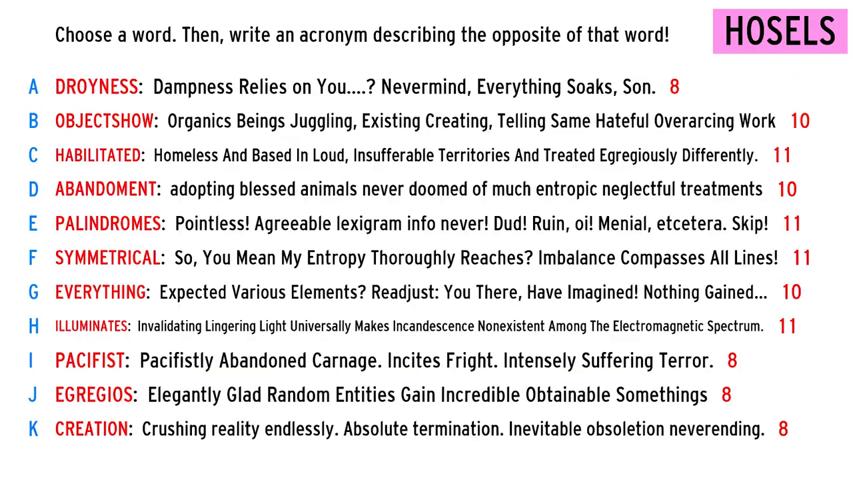 Choose a word. Then, write an acronym describing the opposite of that word!
HOSELS
A DROYNESS: Dampness Relies on You....? Nevermind, Everything Soaks, Son. 8
B OBJECTSHOW: Organics Beings Juggling, Existing Creating, Telling Same Hateful Overarcing Work 10
C HABILITATED: Homeless And Based In Loud, Insufferable Territories And Treated Egregiously Differently. 11
D ABANDOMENT: adopting blessed animals never doomed of much entropic neglectful treatments 10
E PALINDROMES: Pointless! Agreeable lexigram info never! Dud! Ruin, oi! Menial, etcetera. Skip! 11
F SYMMETRICAL: So, You Mean My Entropy Thoroughly Reaches? Imbalance Compasses All Lines! 11
G EVERYTHING: Expected Various Elements? Readjust: You There, Have Imagined! Nothing Gained... 10
H ILLUMINATES: Invalidating Lingering Light Universally Makes Incandescence Nonexistent Among The Electromagnetic Spectrum. 11
I PACIFIST: Pacifistly Abandoned Carnage. Incites Fright. Intensely Suffering Terror. 8
J EGREGIOS: Elegantly Glad Random Entities Gain Incredible Obtainable Somethings 8
K CREATION: Crushing reality endlessly. Absolute termination. Inevitable obsoletion neverending. 8